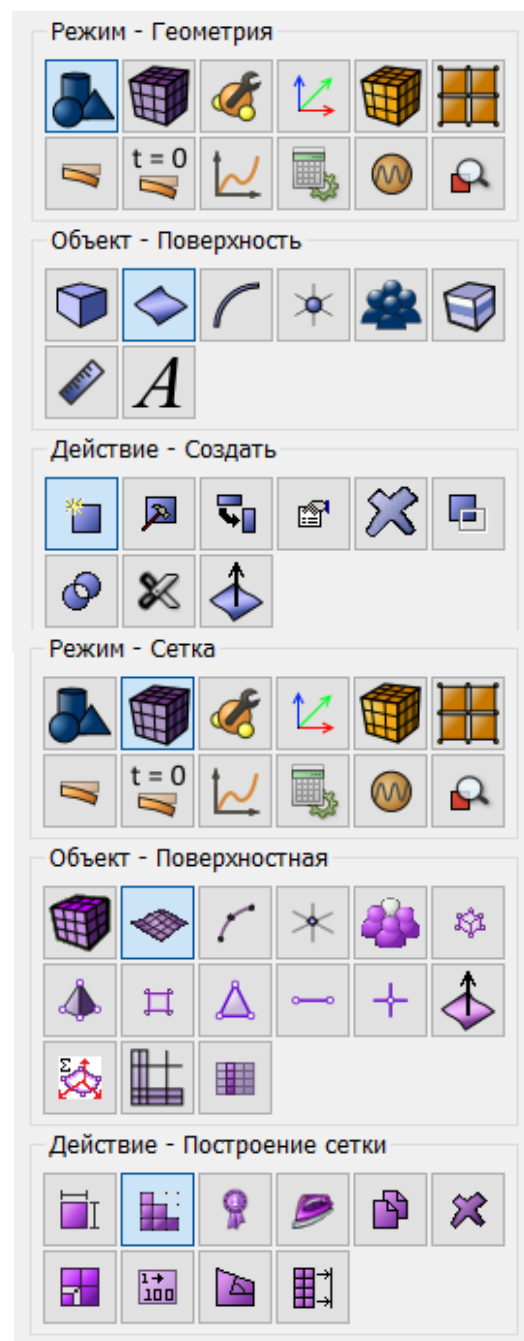 Режим - Геометрия
t = 0
Объект - Поверхность
A
Действие - Создать
Режим - Сетка
t = 0
Объект - Поверхностная
Σ
Действие - Построение сетки
1
1→
100